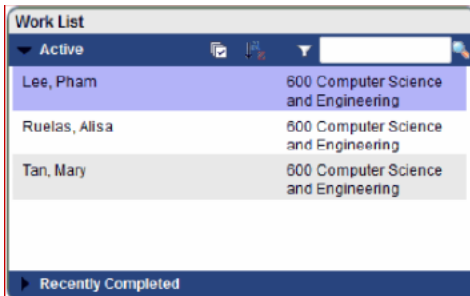 Work List
Active
Lee, Pham
600 Computer Science
and Engineering
Ruelas, Alisa
600 Computer Science
and Engineering
Tan, Mary
600 Computer Science
and Engineering
Recently Completed